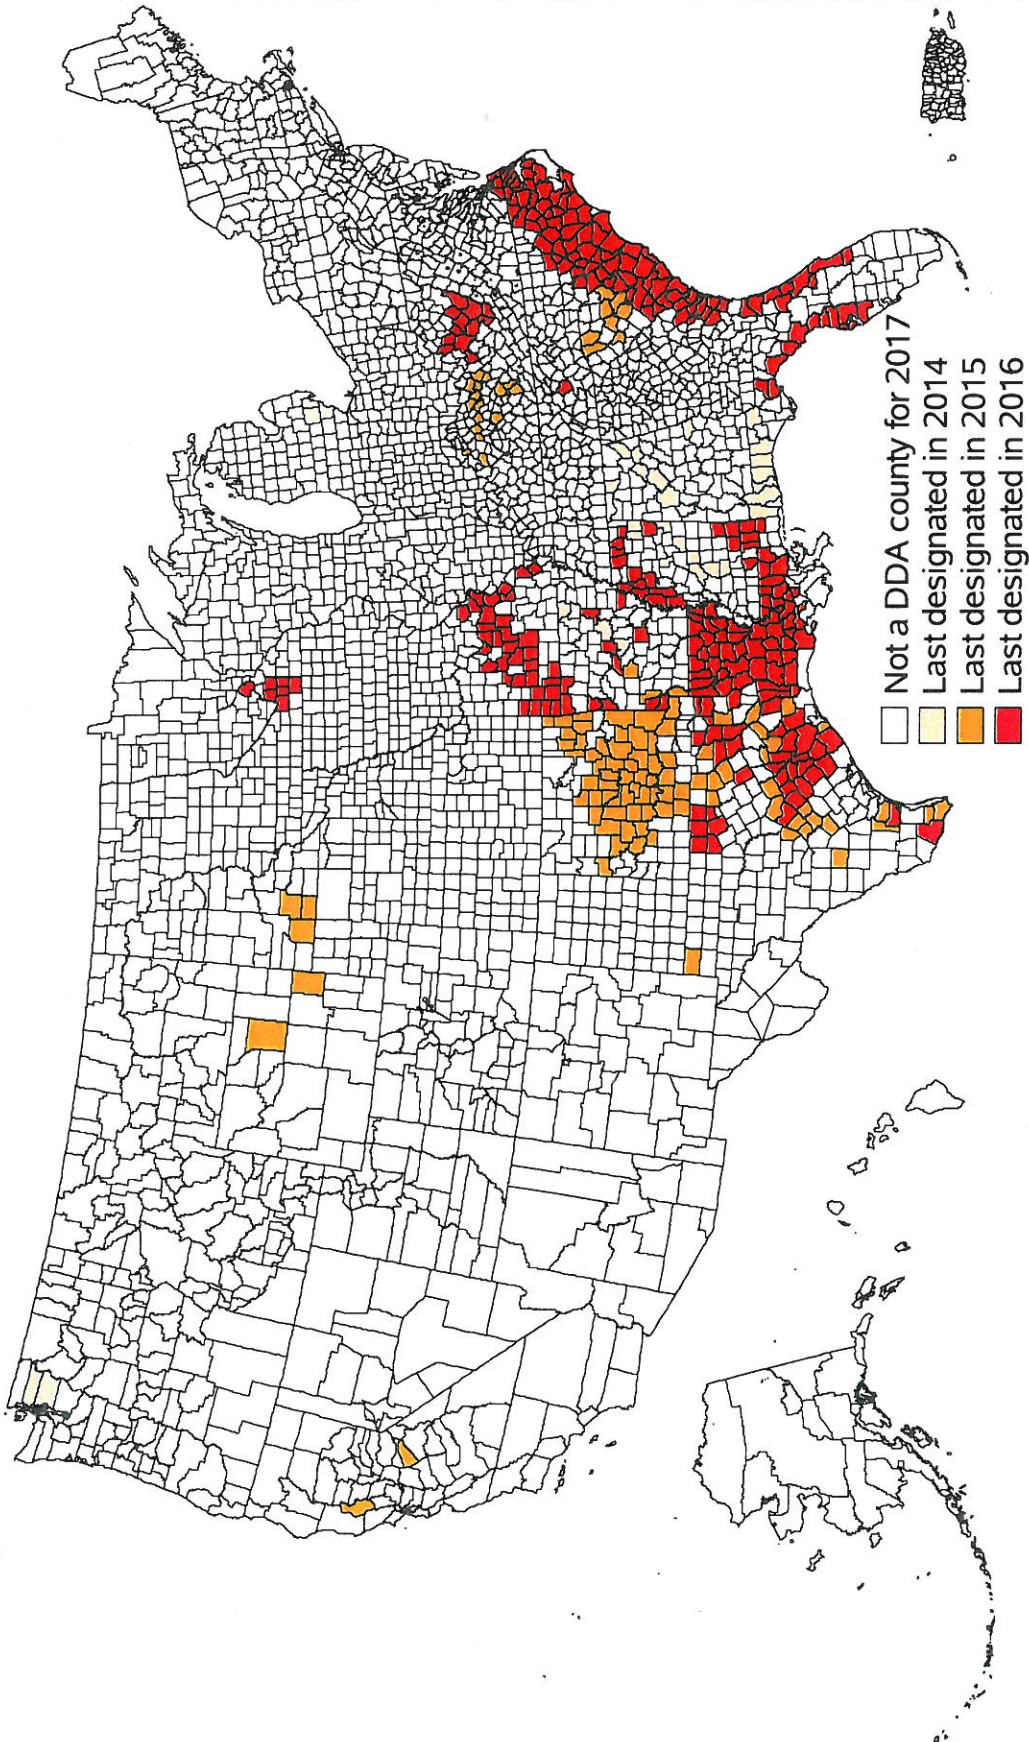 Not a DDA county for 2017
Last designated in 2014
Last designated in 2015
Last designated in 2016